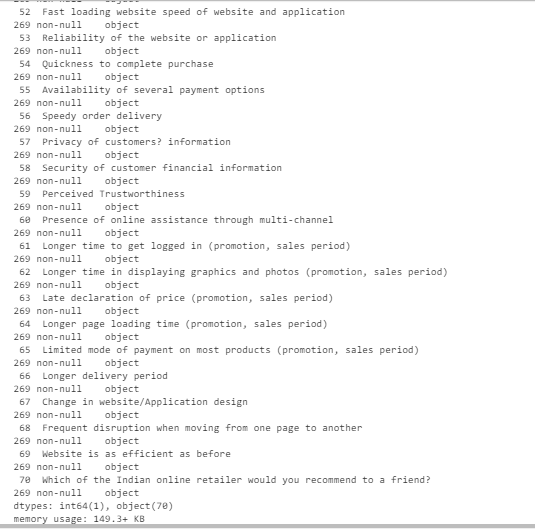 269 non-null object
52 Fast loading website speed of website and application
269 non-null object
53 Reliability of the website or application
269 non-null object
54 Quickness to complete purchase
269 non-null object
55 Availability of several payment options
269 non-null object
56 Speedy order delivery
269 non-null object
57 Privacy of customers? information
269 non-null object
58 Security of customer financial information
269 non-null object
59 Perceived Trustworthiness
269 non-null object
60 Presence of online assistance through multi-channel
269 non-null object
61 Longer time to get logged in (promotion, sales period)
269 non-null object
62 Longer time in displaying graphics and photos (promotion, sales period)
269 non-null object
63 Late declaration of price (promotion, sales period)
269 non-null object
64 Longer page loading time (promotion, sales period)
269 non-null object
65 Limited mode of payment on most products (promotion, sales period)
269 non-null object
66 Longer delivery period
269 non-null object
67 Change in website/Application design
269 non-null object
68 Frequent disruption when moving from one page to another
269 non-null object
69 Website is as efficient as before
269 non-null object
70 Which of the Indian online retailer would you recommend to a friend?
269 non-null object
dtypes: int64(1), object(70)
memory usage: 149.3+ KB